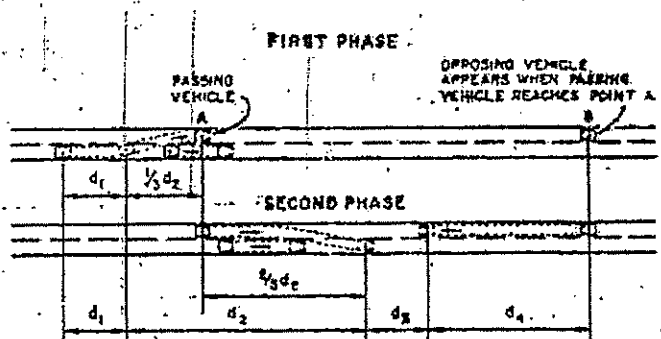 FIRST PHASE
PASSING
VEHICLE
OPPOSING VEHICLE
APPEARS WHEN PASSING
VEHICLE REACHES POINT A
A
B
d₁
1/3 d₂
SECOND PHASE
2/3 d₂
d₁
d₂
d₃
d₄